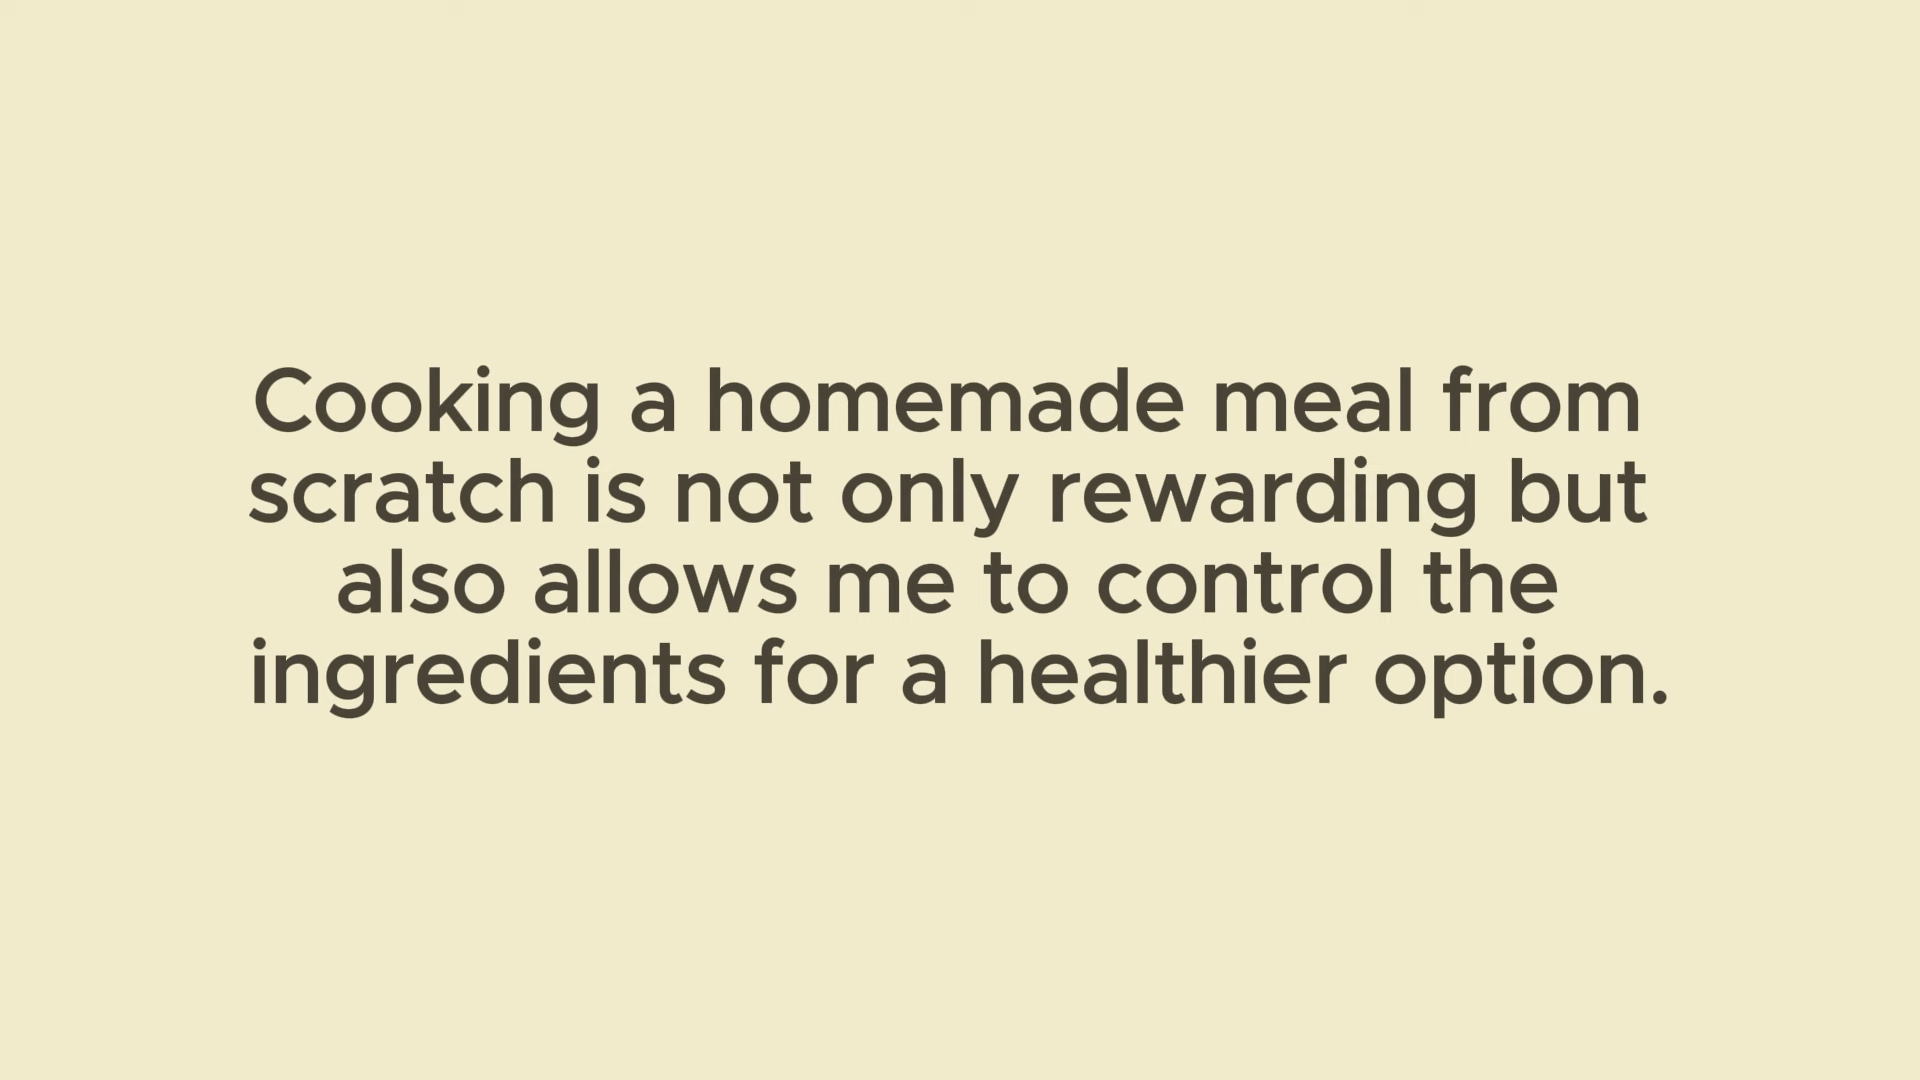 Cooking a homemade meal from
scratch is not only rewarding but
also allows me to control the
ingredients for a healthier option.